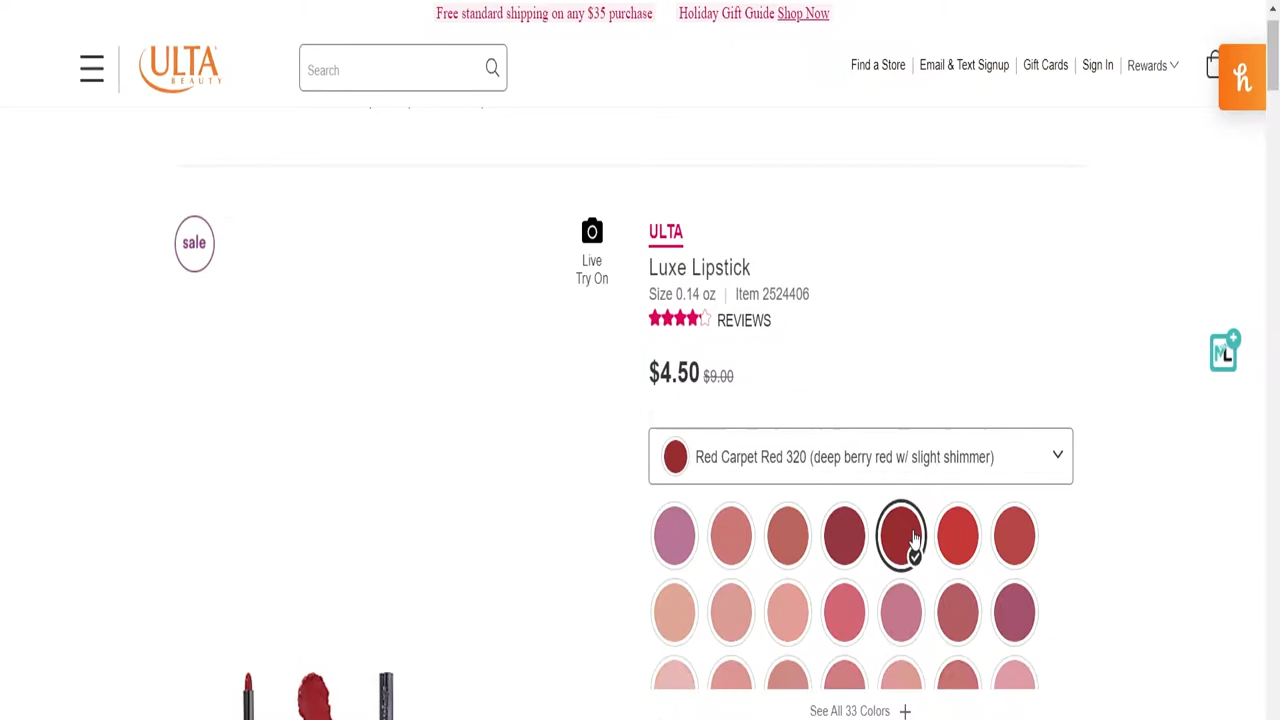 Free standard shipping on any $35 purchase Holiday Gift Guide Shop Now
ULTA
BEAUTY
Search
Find a Store
Email & Text Signup
Gift Cards
Sign In
Rewards
h
sale
Live
Try On
ULTA
Luxe Lipstick
Size 0.14 oz | Item 2524406
REVIEWS
$4.50 $9.00
Red Carpet Red 320 (deep berry red w/ slight shimmer)
ML
See All 33 Colors +